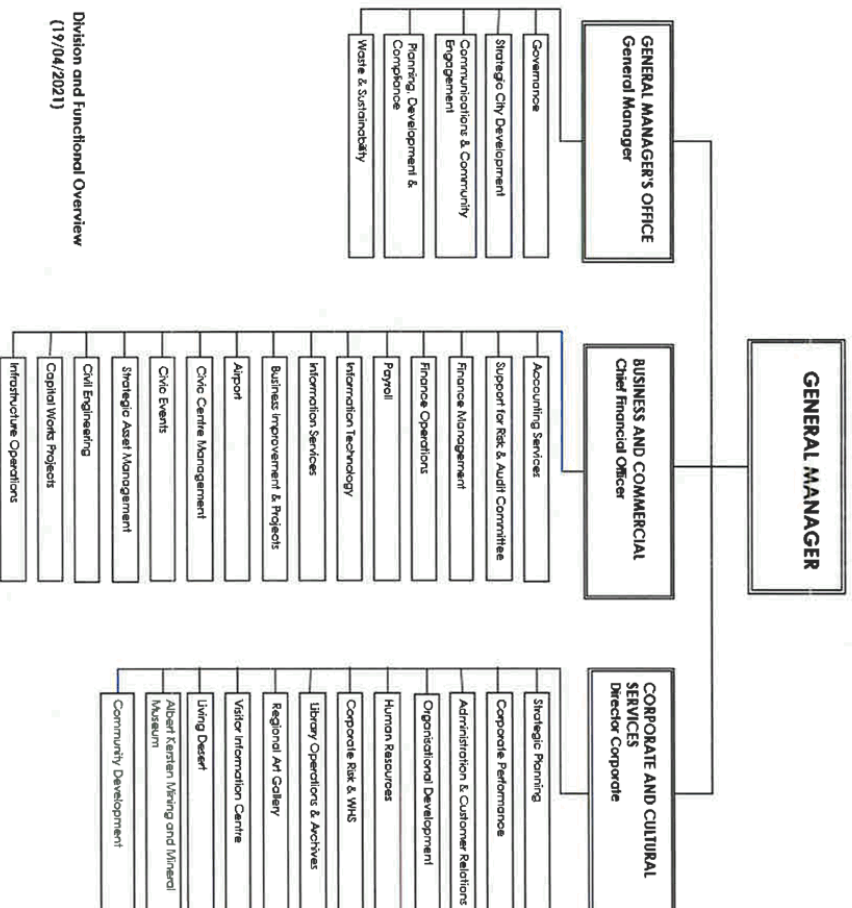 GENERAL MANAGER
GENERAL MANAGER'S OFFICE
General Manager
Governance
Strategic City Development
Communications & Community
Engagement
Planning, Development &
Compliance
Waste & Sustainability
BUSINESS AND COMMERCIAL
Chief Financial Officer
Accounting Services
Support for Risk & Audit Committee
Finance Management
Finance Operations
Payroll
Information Technology
Information Services
Business Improvement & Projects
Airport
Civic Centre Management
Civic Events
Strategic Asset Management
Civil Engineering
Capital Works Projects
Infrastructure Operations
CORPORATE AND CULTURAL
SERVICES
Director Corporate
Strategic Planning
Corporate Performance
Administration & Customer Relations
Organisational Development
Human Resources
Corporate Risk & WHS
Library Operations & Archives
Regional Art Gallery
Visitor Information Centre
Living Desert
Albert Kersten Mining and Mineral
Museum
Community Development
Division and Functional Overview
(19/04/2021)